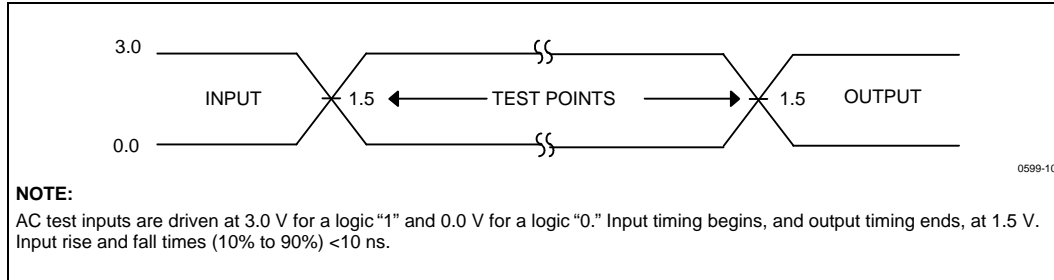 3.0
INPUT 1.5 TEST POINTS 1.5 OUTPUT
0.0
0599-10
NOTE:
AC test inputs are driven at 3.0 V for a logic “1” and 0.0 V for a logic “0.” Input timing begins, and output timing ends, at 1.5 V.
Input rise and fall times (10% to 90%) <10 ns.